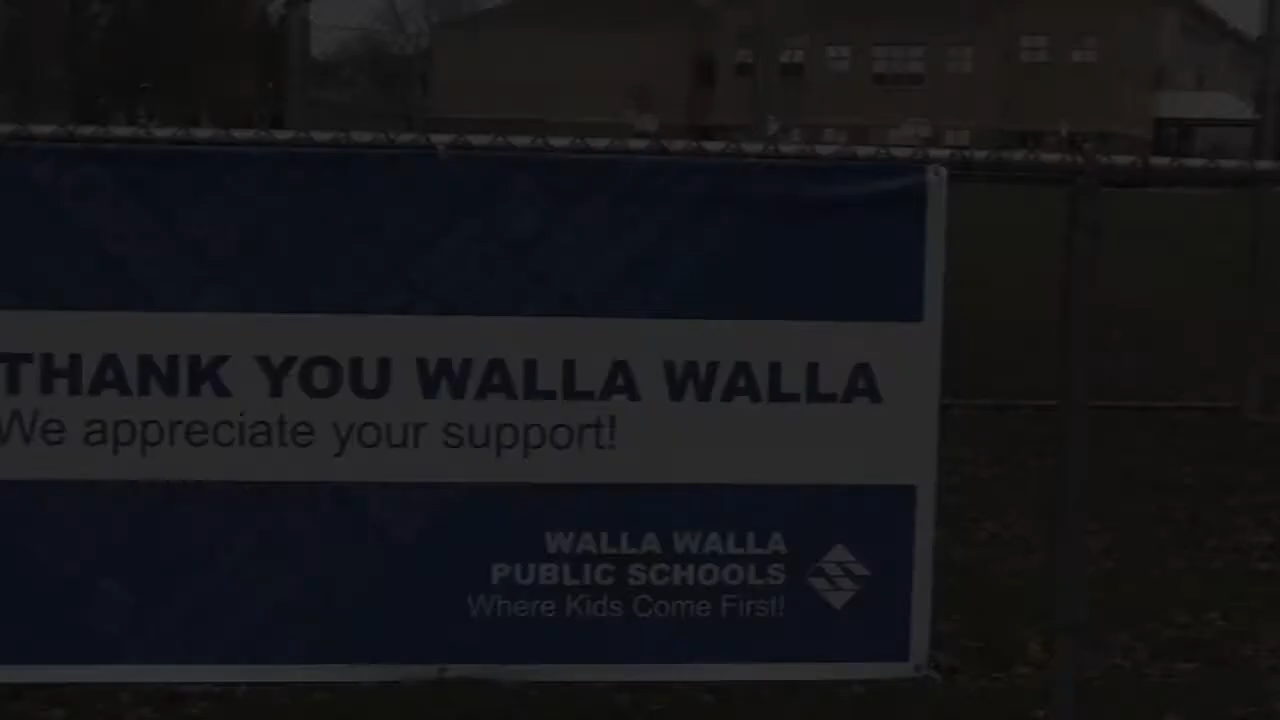 THANK YOU WALLA WALLA
We appreciate your support!
WALLA WALLA
PUBLIC SCHOOLS
Where Kids Come First!